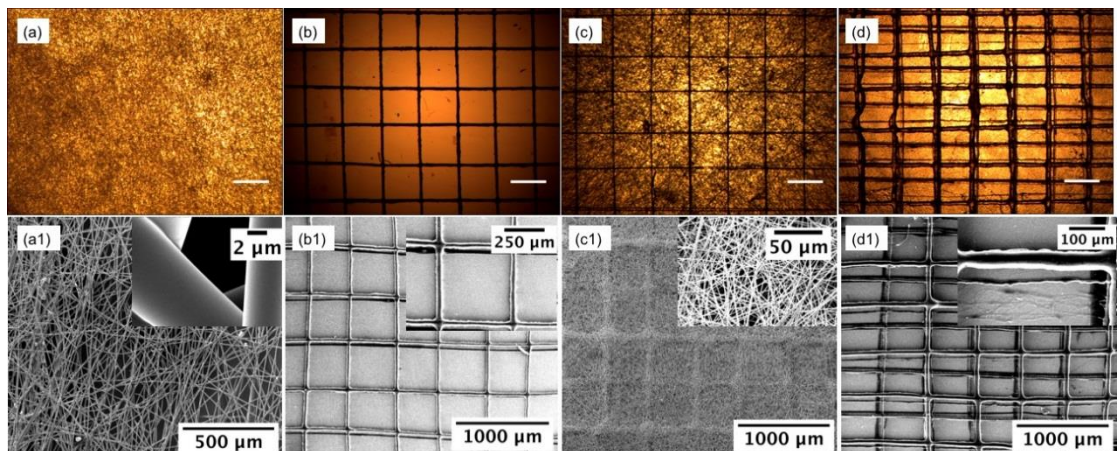 (a)
(b)
(c)
(d)
(a1)
2 µm
500 µm
(b1)
250 µm
1000 µm
(c1)
50 µm
1000 µm
(d1)
100 µm
1000 µm